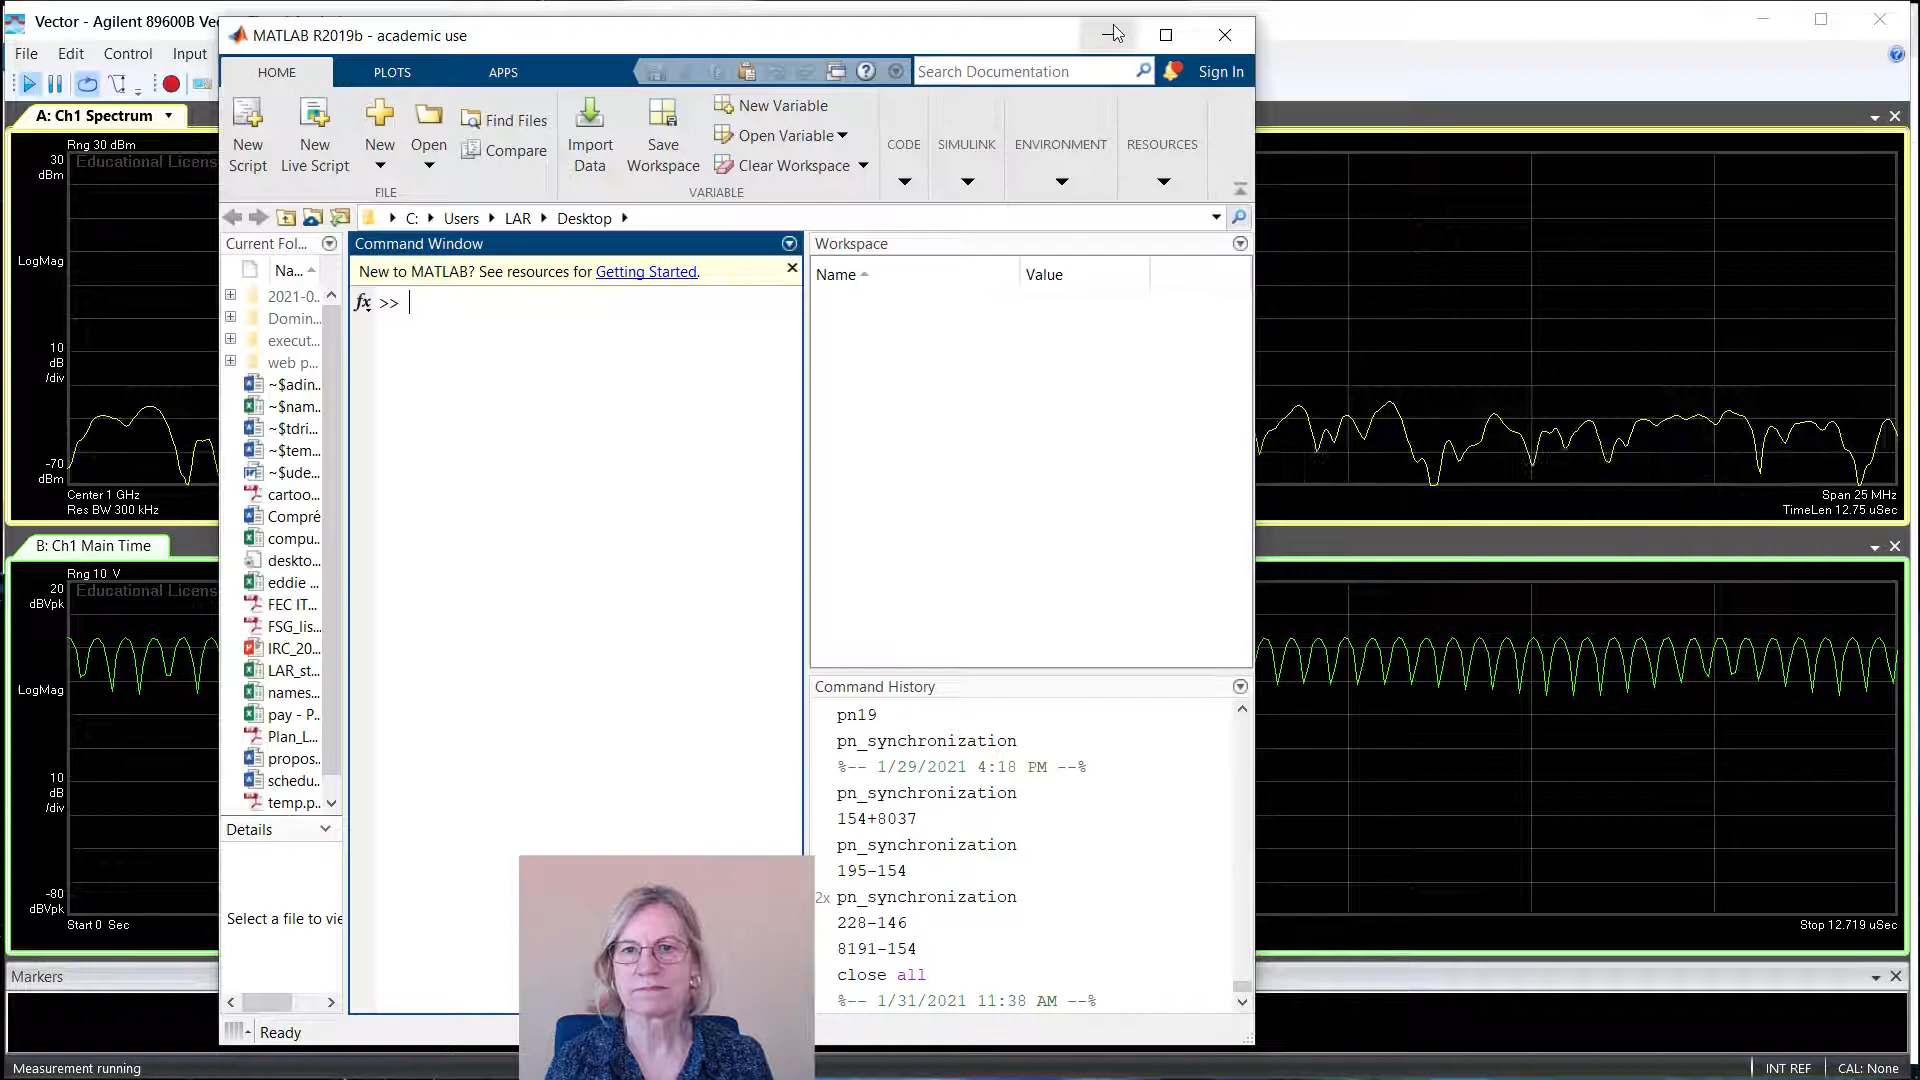 Vector - Agilent 89600B Ve
File Edit Control Input
A: Ch1 Spectrum
Rng 30 dBm
30
dBm
Educational Licens
LogMag
10
dB
/div
-70
dBm
Center 1 GHz
Res BW 300 kHz
Span 25 MHz
TimeLen 12.75 uSec
B: Ch1 Main Time
Rng 10 V
20
dBVpk
Educational Licens
LogMag
10
dB
/div
-80
dBVpk
Start 0 Sec
Stop 12.719 uSec
Markers
Measurement running
INT REF
CAL: None
MATLAB R2019b - academic use
HOME PLOTS APPS
Search Documentation
Sign In
New Script
New Live Script
New
Open
Find Files
Compare
FILE
Import Data
Save Workspace
New Variable
Open Variable
Clear Workspace
VARIABLE
CODE
SIMULINK
ENVIRONMENT
RESOURCES
C: Users LAR Desktop
Current Fol...
Na...
2021-0...
Domin...
execut...
web p...
~$adin...
~$nam...
~$tdri...
~$tem...
~$ude...
cartoo...
Compré
compu...
deskto...
eddie ...
FEC IT...
FSG_lis...
IRC_20...
LAR_st...
names...
pay - P...
Plan_L...
propos...
schedu...
temp.p...
Details
Select a file to vie
Ready
Command Window
New to MATLAB? See resources for Getting Started.
fx >>
Workspace
Name Value
Command History
pn19
pn_synchronization
%-- 1/29/2021 4:18 PM --%
pn_synchronization
154+8037
pn_synchronization
195-154
2x pn_synchronization
228-146
8191-154
close all
%-- 1/31/2021 11:38 AM --%